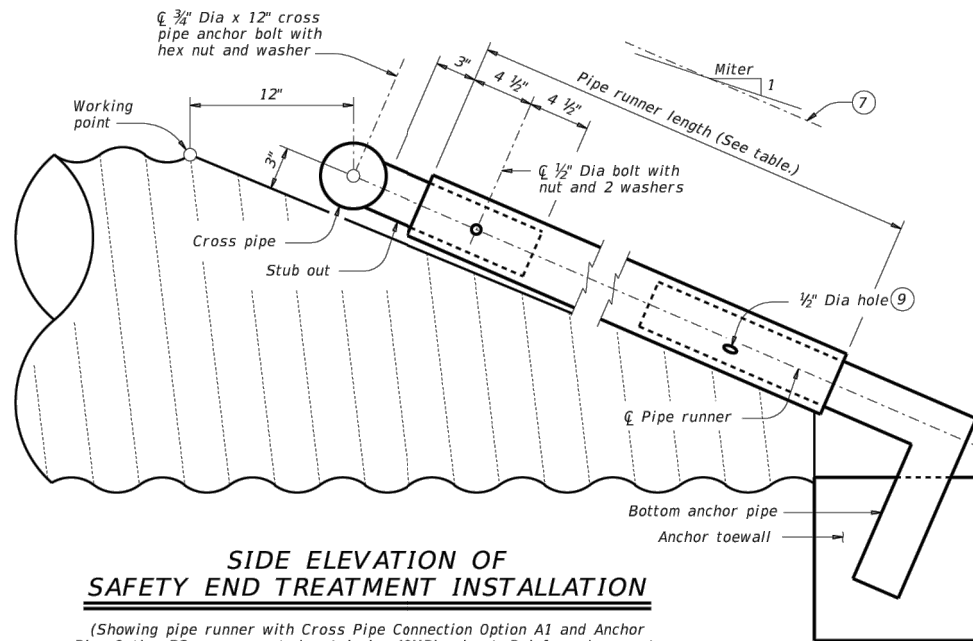 ℄ ¾" Dia x 12" cross
pipe anchor bolt with
hex nut and washer
Working
point
12"
3"
3"
4 ½"
4 ½"
Pipe runner length (See table.)
Miter
1
7
℄ ½" Dia bolt with
nut and 2 washers
Cross pipe
Stub out
½" Dia hole 9
℄ Pipe runner
Bottom anchor pipe
Anchor toewall
SIDE ELEVATION OF
SAFETY END TREATMENT INSTALLATION
(Showing pipe runner with Cross Pipe Connection Option A1 and Anchor